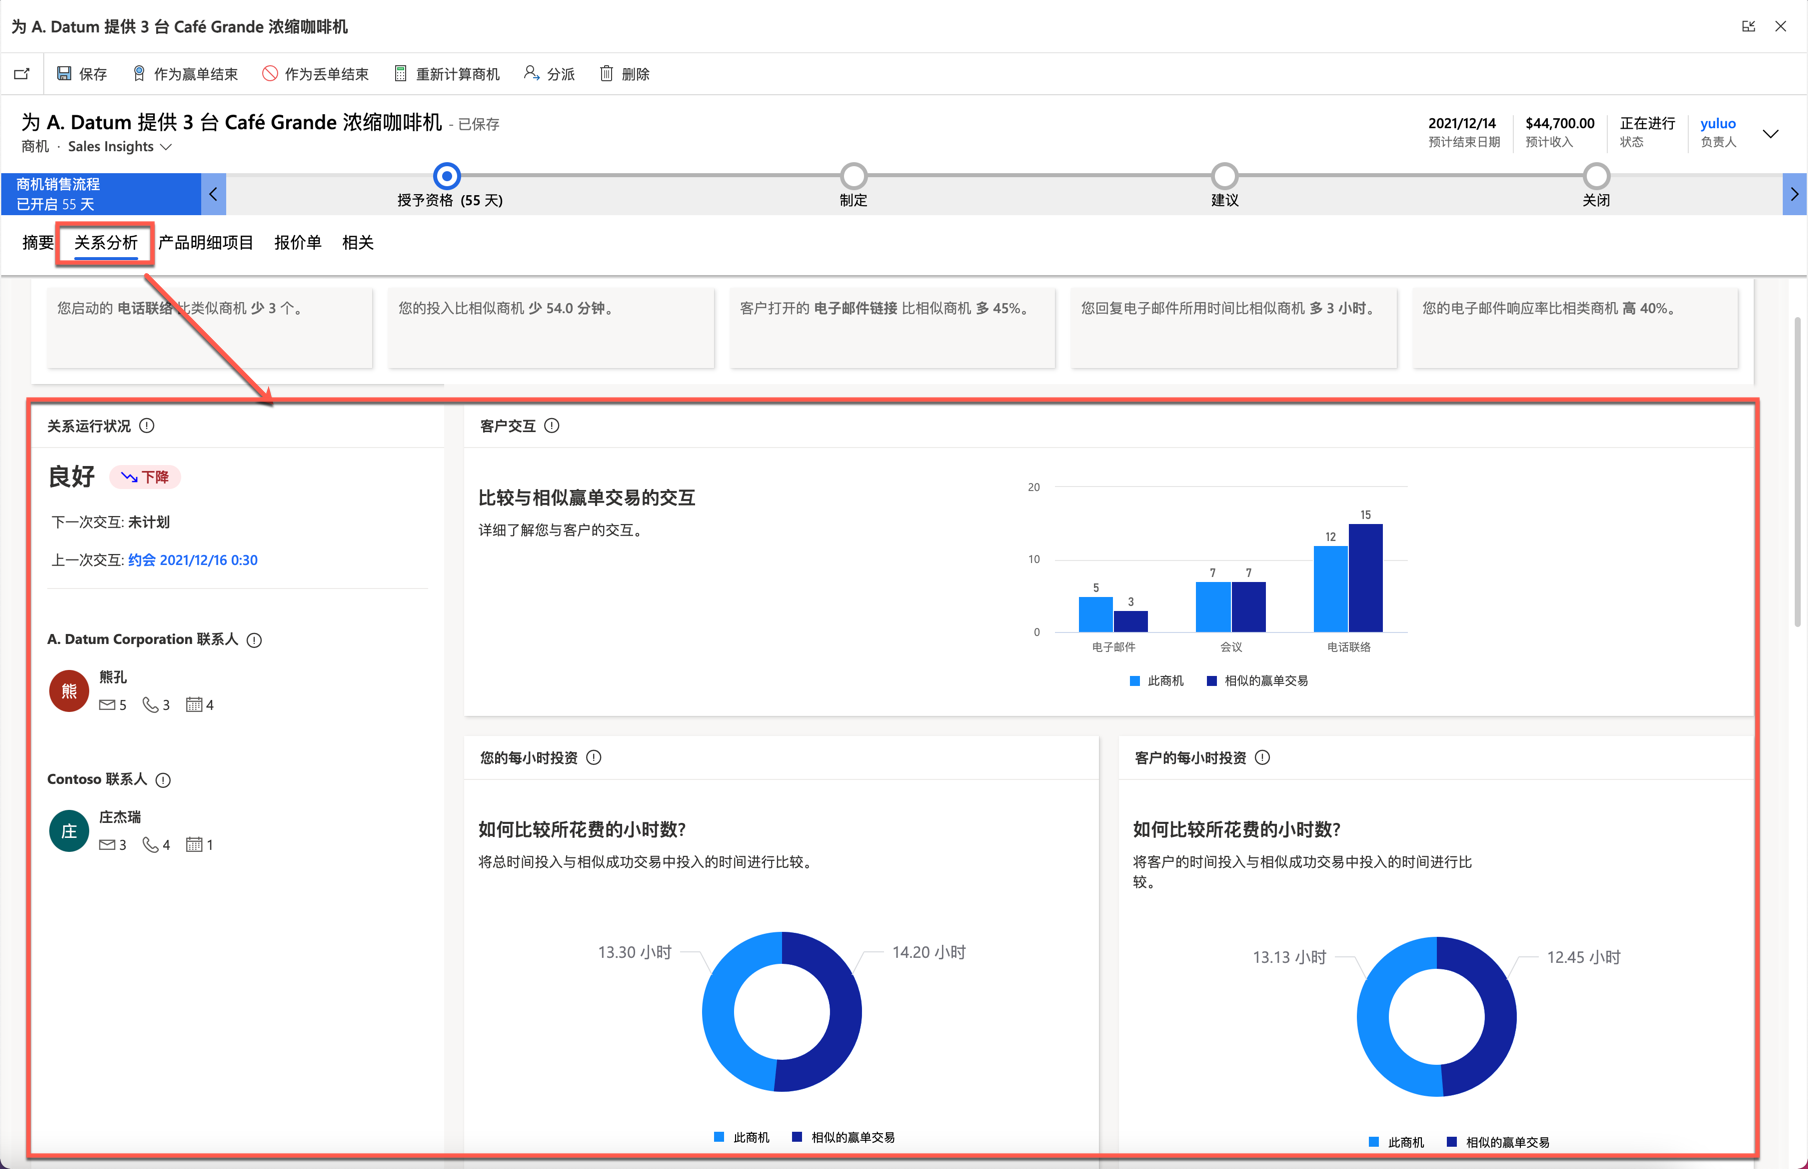 为 A. Datum 提供 3 台 Café Grande 浓缩咖啡机
保存 作为赢单结束 作为丢单结束 重新计算商机 分派 删除
为 A. Datum 提供 3 台 Café Grande 浓缩咖啡机 - 已保存
商机 · Sales Insights
2021/12/14 $44,700.00 正在进行 yuluo
预计结束日期 预计收入 状态 负责人
商机销售流程
已开启 55 天
授予资格 (55 天) 制定 建议 关闭
摘要 关系分析 产品明细项目 报价单 相关
您启动的 电话联络 比类似商机 少 3 个。
您的投入比相似商机 少 54.0 分钟。
客户打开的 电子邮件链接 比相似商机 多 45%。
您回复电子邮件所用时间比相似商机 多 3 小时。
您的电子邮件响应率比相类商机 高 40%。
关系运行状况
良好 下降
下一次交互: 未计划
上一次交互: 约会 2021/12/16 0:30
A. Datum Corporation 联系人
熊 熊孔
5 3 4
Contoso 联系人
庄 庄杰瑞
3 4 1
客户交互
比较与相似赢单交易的交互
详细了解您与客户的交互。
20
10
0
5 3 7 7 12 15
电子邮件 会议 电话联络
此商机 相似的赢单交易
您的每小时投资
如何比较所花费的小时数?
将总时间投入与相似成功交易中投入的时间进行比较。
13.30 小时 14.20 小时
此商机 相似的赢单交易
客户的每小时投资
如何比较所花费的小时数?
将客户的时间投入与相似成功交易中投入的时间进行比
较。
13.13 小时 12.45 小时
此商机 相似的赢单交易